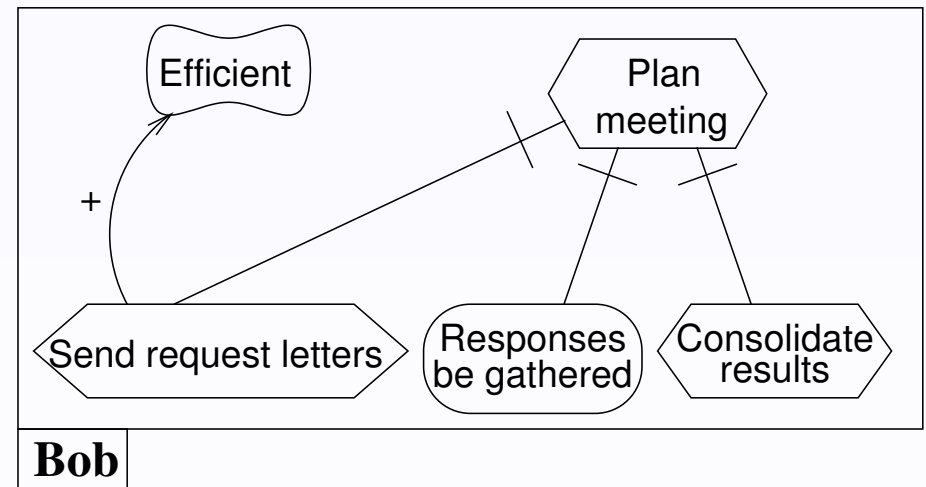 Efficient
Plan
meeting
+
Send request letters
Responses
be gathered
Consolidate
results
Bob